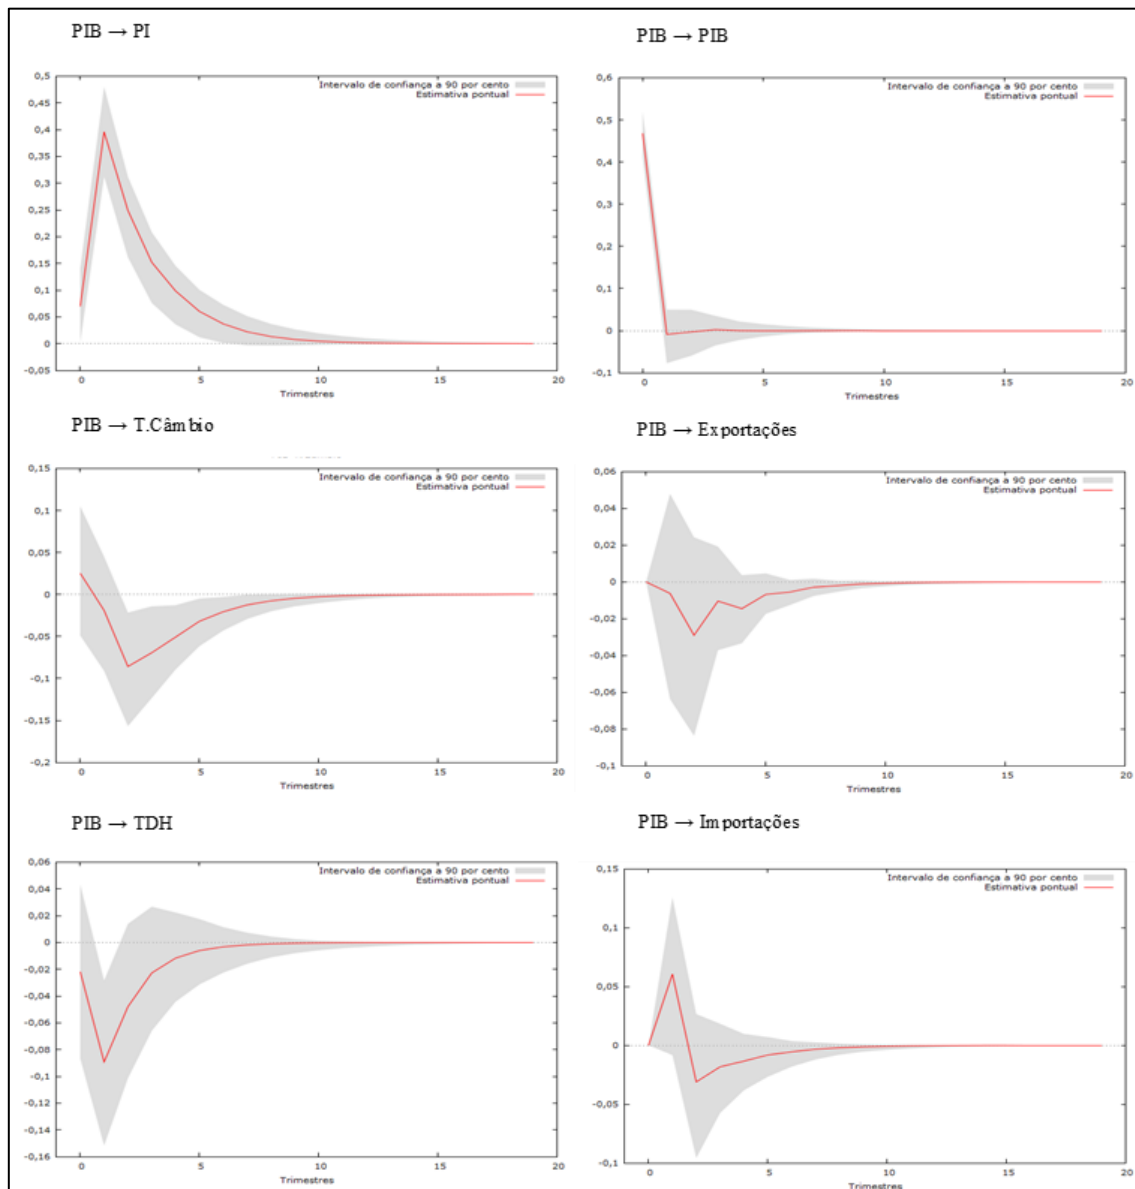 PIB → PI
Intervalo de confiança a 90 por cento
Estimativa pontual
0,5
0,45
0,4
0,35
0,3
0,25
0,2
0,15
0,1
0,05
0
-0,05
0 5 10 15 20
Trimestres
PIB → PIB
Intervalo de confiança a 90 por cento
Estimativa pontual
0,6
0,5
0,4
0,3
0,2
0,1
0
-0,1
0 5 10 15 20
Trimestres
PIB → T.Câmbio
Intervalo de confiança a 90 por cento
Estimativa pontual
0,15
0,1
0,05
0
-0,05
-0,1
-0,15
-0,2
0 5 10 15 20
Trimestres
PIB → Exportações
Intervalo de confiança a 90 por cento
Estimativa pontual
0,06
0,04
0,02
0
-0,02
-0,04
-0,06
-0,08
-0,1
0 5 10 15 20
Trimestres
PIB → TDH
Intervalo de confiança a 90 por cento
Estimativa pontual
0,06
0,04
0,02
0
-0,02
-0,04
-0,06
-0,08
-0,1
-0,12
-0,14
-0,16
0 5 10 15 20
Trimestres
PIB → Importações
Intervalo de confiança a 90 por cento
Estimativa pontual
0,15
0,1
0,05
0
-0,05
-0,1
0 5 10 15 20
Trimestres